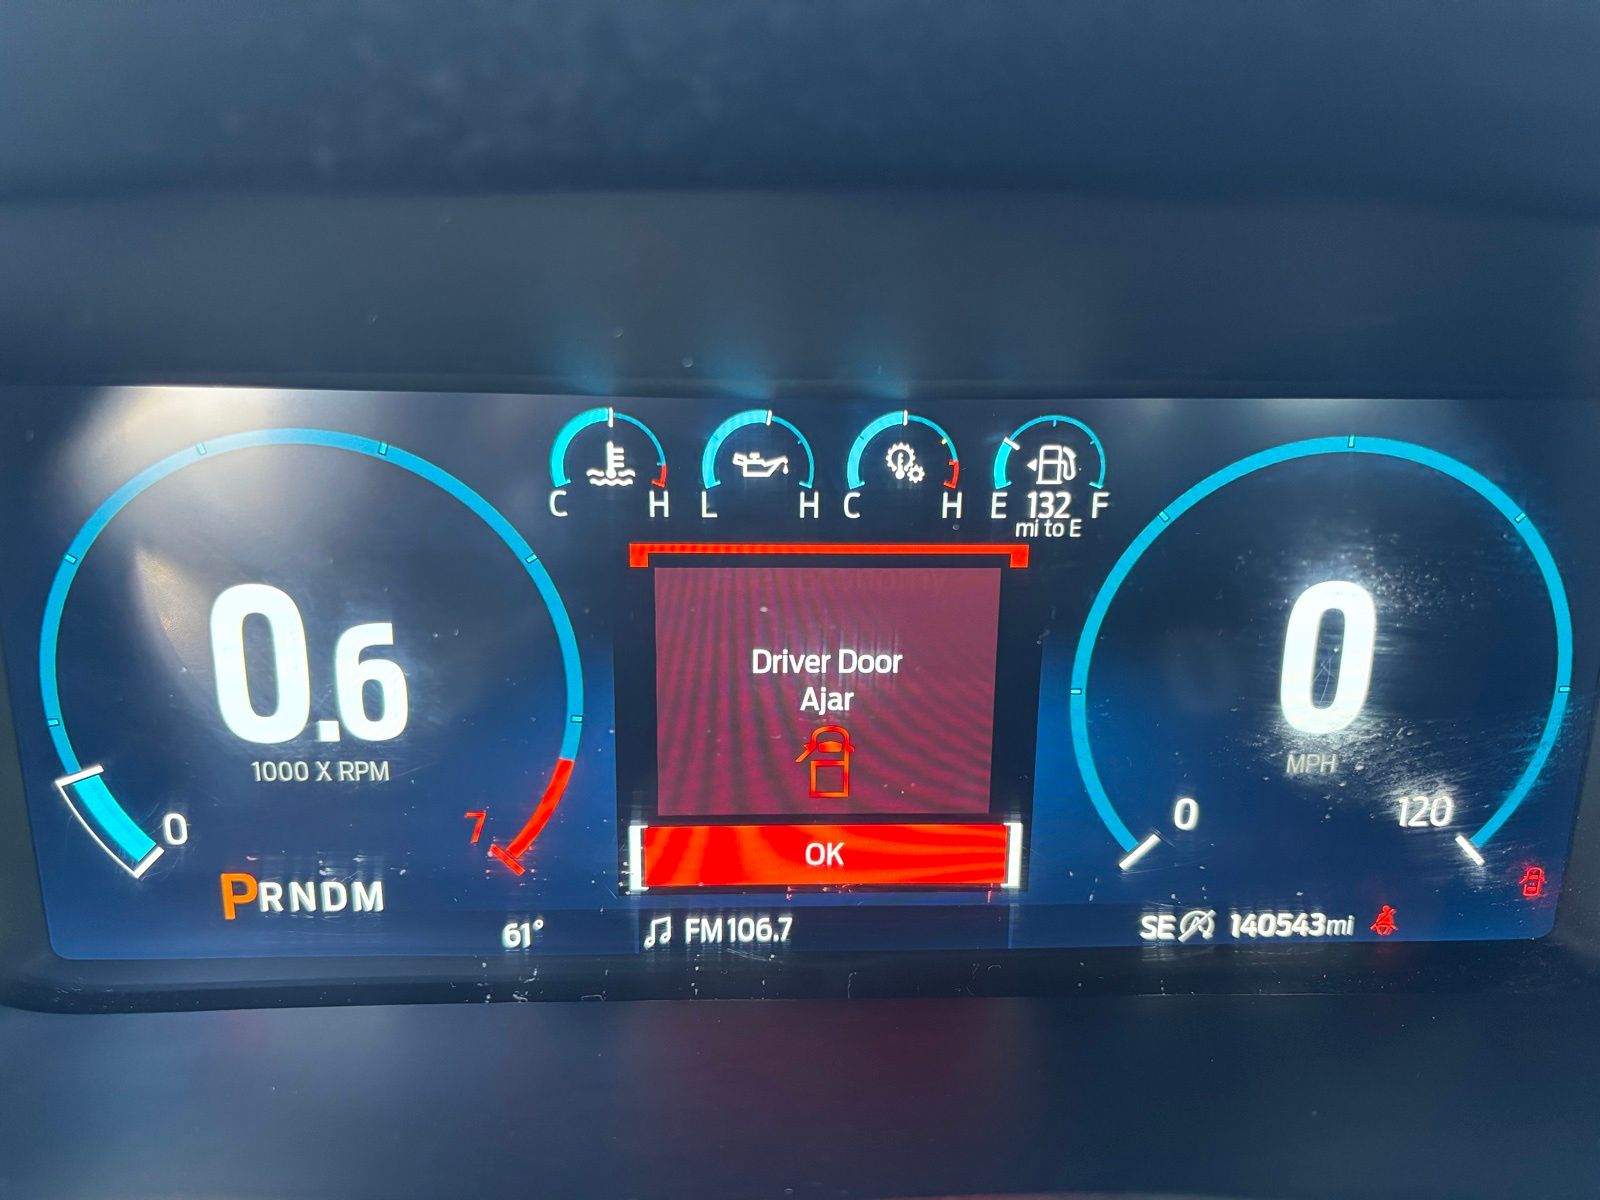 C H
L H
C H
E 132 F
mi to E
0.6
1000 X RPM
0
7
PRNDM
61°
Driver Door
Ajar
OK
FM 106.7
0
MPH
0
120
SE 140543mi